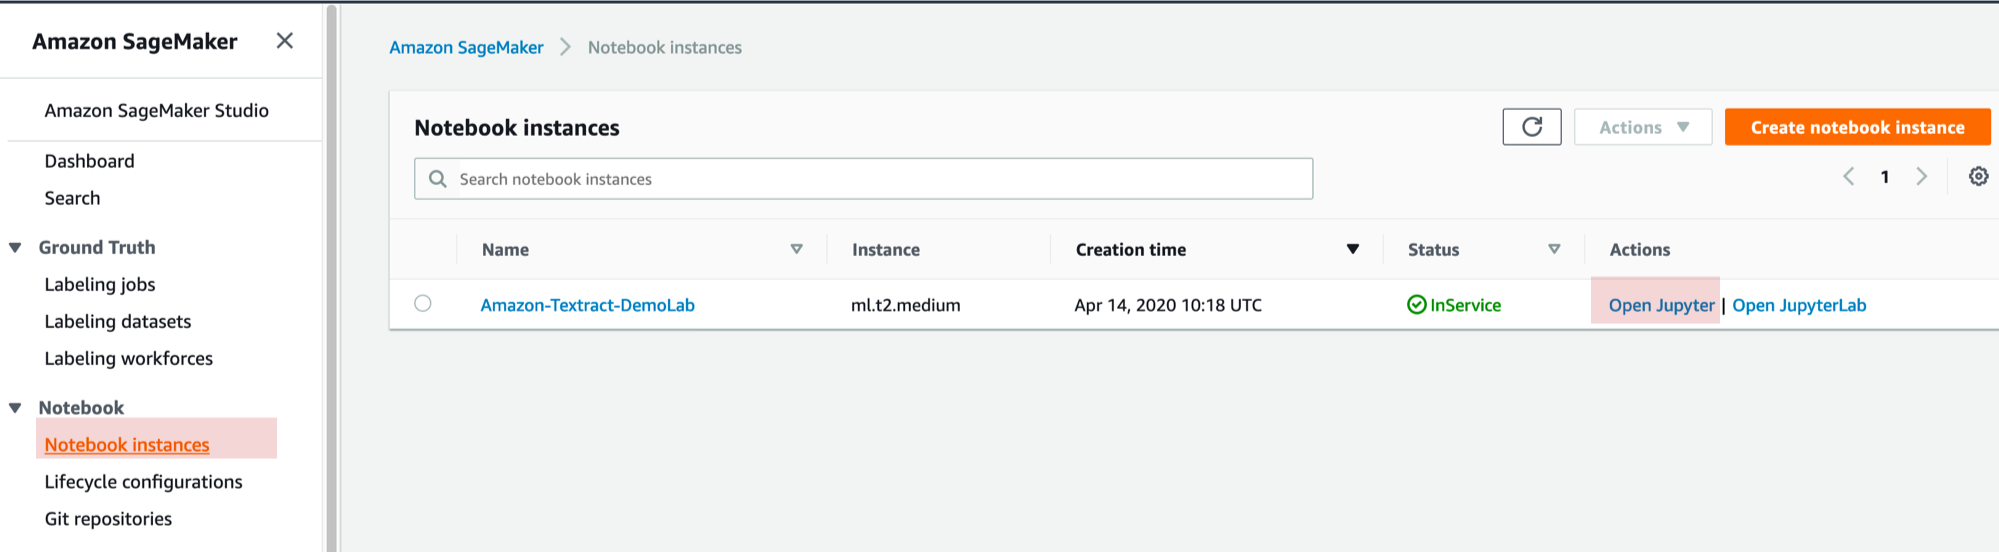 Amazon SageMaker
Amazon SageMaker Studio
Dashboard
Search
Ground Truth
Labeling jobs
Labeling datasets
Labeling workforces
Notebook
Notebook instances
Lifecycle configurations
Git repositories
Amazon SageMaker > Notebook instances
Notebook instances
Actions
Create notebook instance
Search notebook instances
1
Name Instance Creation time Status Actions
Amazon-Textract-DemoLab ml.t2.medium Apr 14, 2020 10:18 UTC InService Open Jupyter | Open JupyterLab